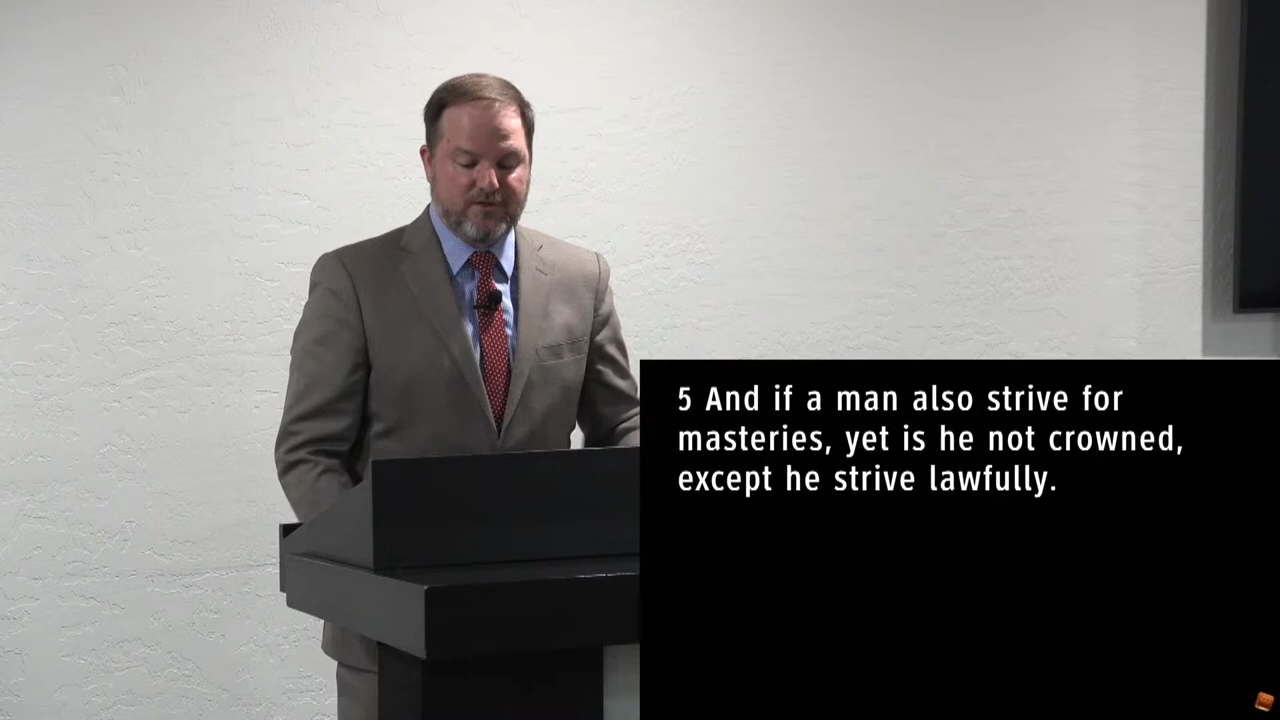 5 And if a man also strive for
masteries, yet is he not crowned,
except he strive lawfully.